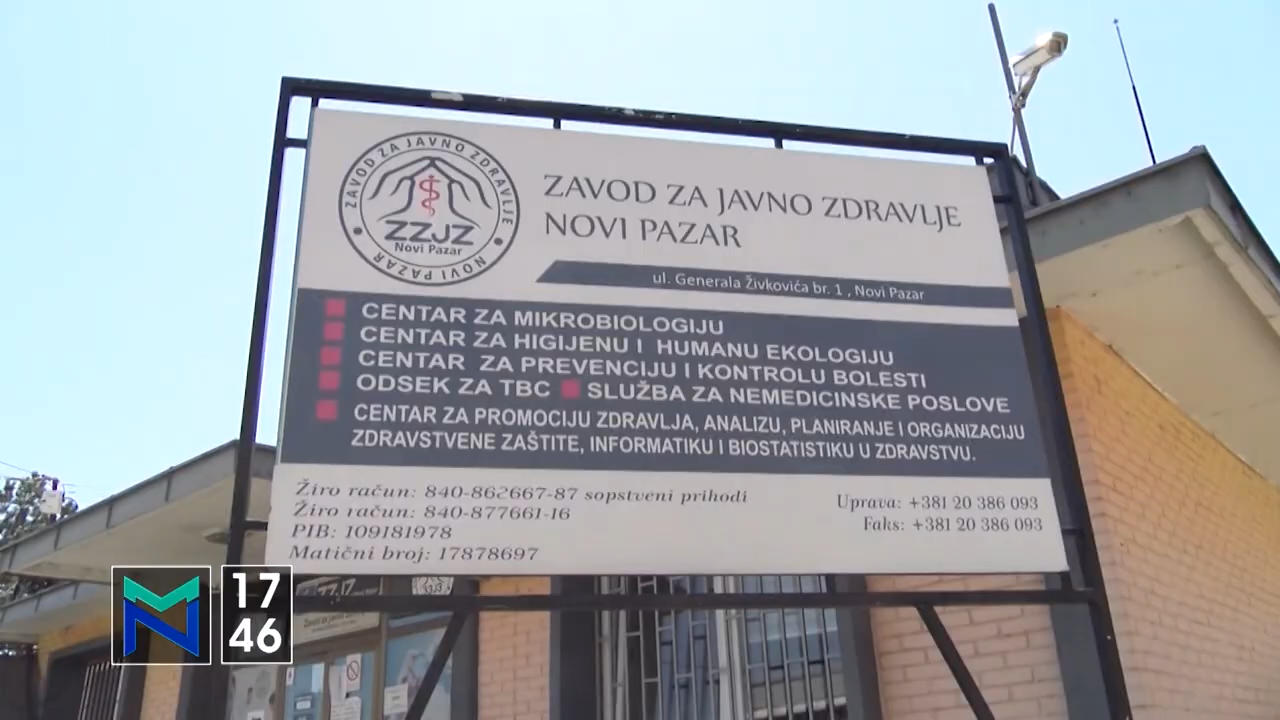 ZAVOD ZA JAVNO ZDRAVLJE
NOVI PAZAR
ZZJZ
Novi Pazar
ZAVOD ZA JAVNO ZDRAVLJE
NOVI PAZAR
ul. Generala Živkovića br. 1 , Novi Pazar
CENTAR ZA MIKROBIOLOGIJU
CENTAR ZA HIGIJENU I HUMANU EKOLOGIJU
CENTAR ZA PREVENCIJU I KONTROLU BOLESTI
ODSEK ZA TBC SLUŽBA ZA NEMEDICINSKE POSLOVE
CENTAR ZA PROMOCIJU ZDRAVLJA, ANALIZU, PLANIRANJE I ORGANIZACIJU
ZDRAVSTVENE ZAŠTITE, INFORMATIKU I BIOSTATISTIKU U ZDRAVSTVU.
Žiro račun: 840-862667-87 sopstveni prihodi
Žiro račun: 840-877661-16
PIB: 109181978
Matični broj: 17878697
Uprava: +381 20 386 093
Faks: +381 20 386 093
17
46